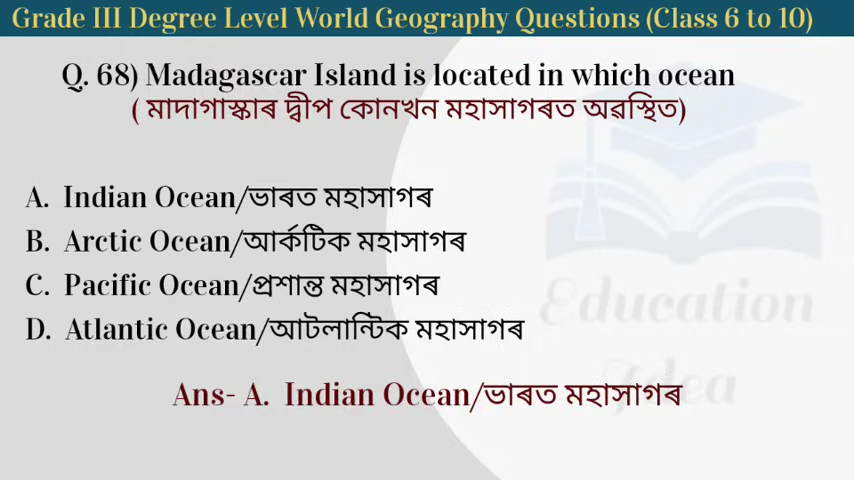 Grade III Degree Level World Geography Questions (Class 6 to 10)
Q. 68) Madagascar Island is located in which ocean
( মাদাগাস্কাৰ দ্বীপ কোনখন মহাসাগৰত অৱস্থিত)
A. Indian Ocean/ভাৰত মহাসাগৰ
B. Arctic Ocean/আৰ্কটিক মহাসাগৰ
C. Pacific Ocean/প্ৰশান্ত মহাসাগৰ
D. Atlantic Ocean/আটলান্টিক মহাসাগৰ
Education
Idea
Ans- A. Indian Ocean/ভাৰত মহাসাগৰ